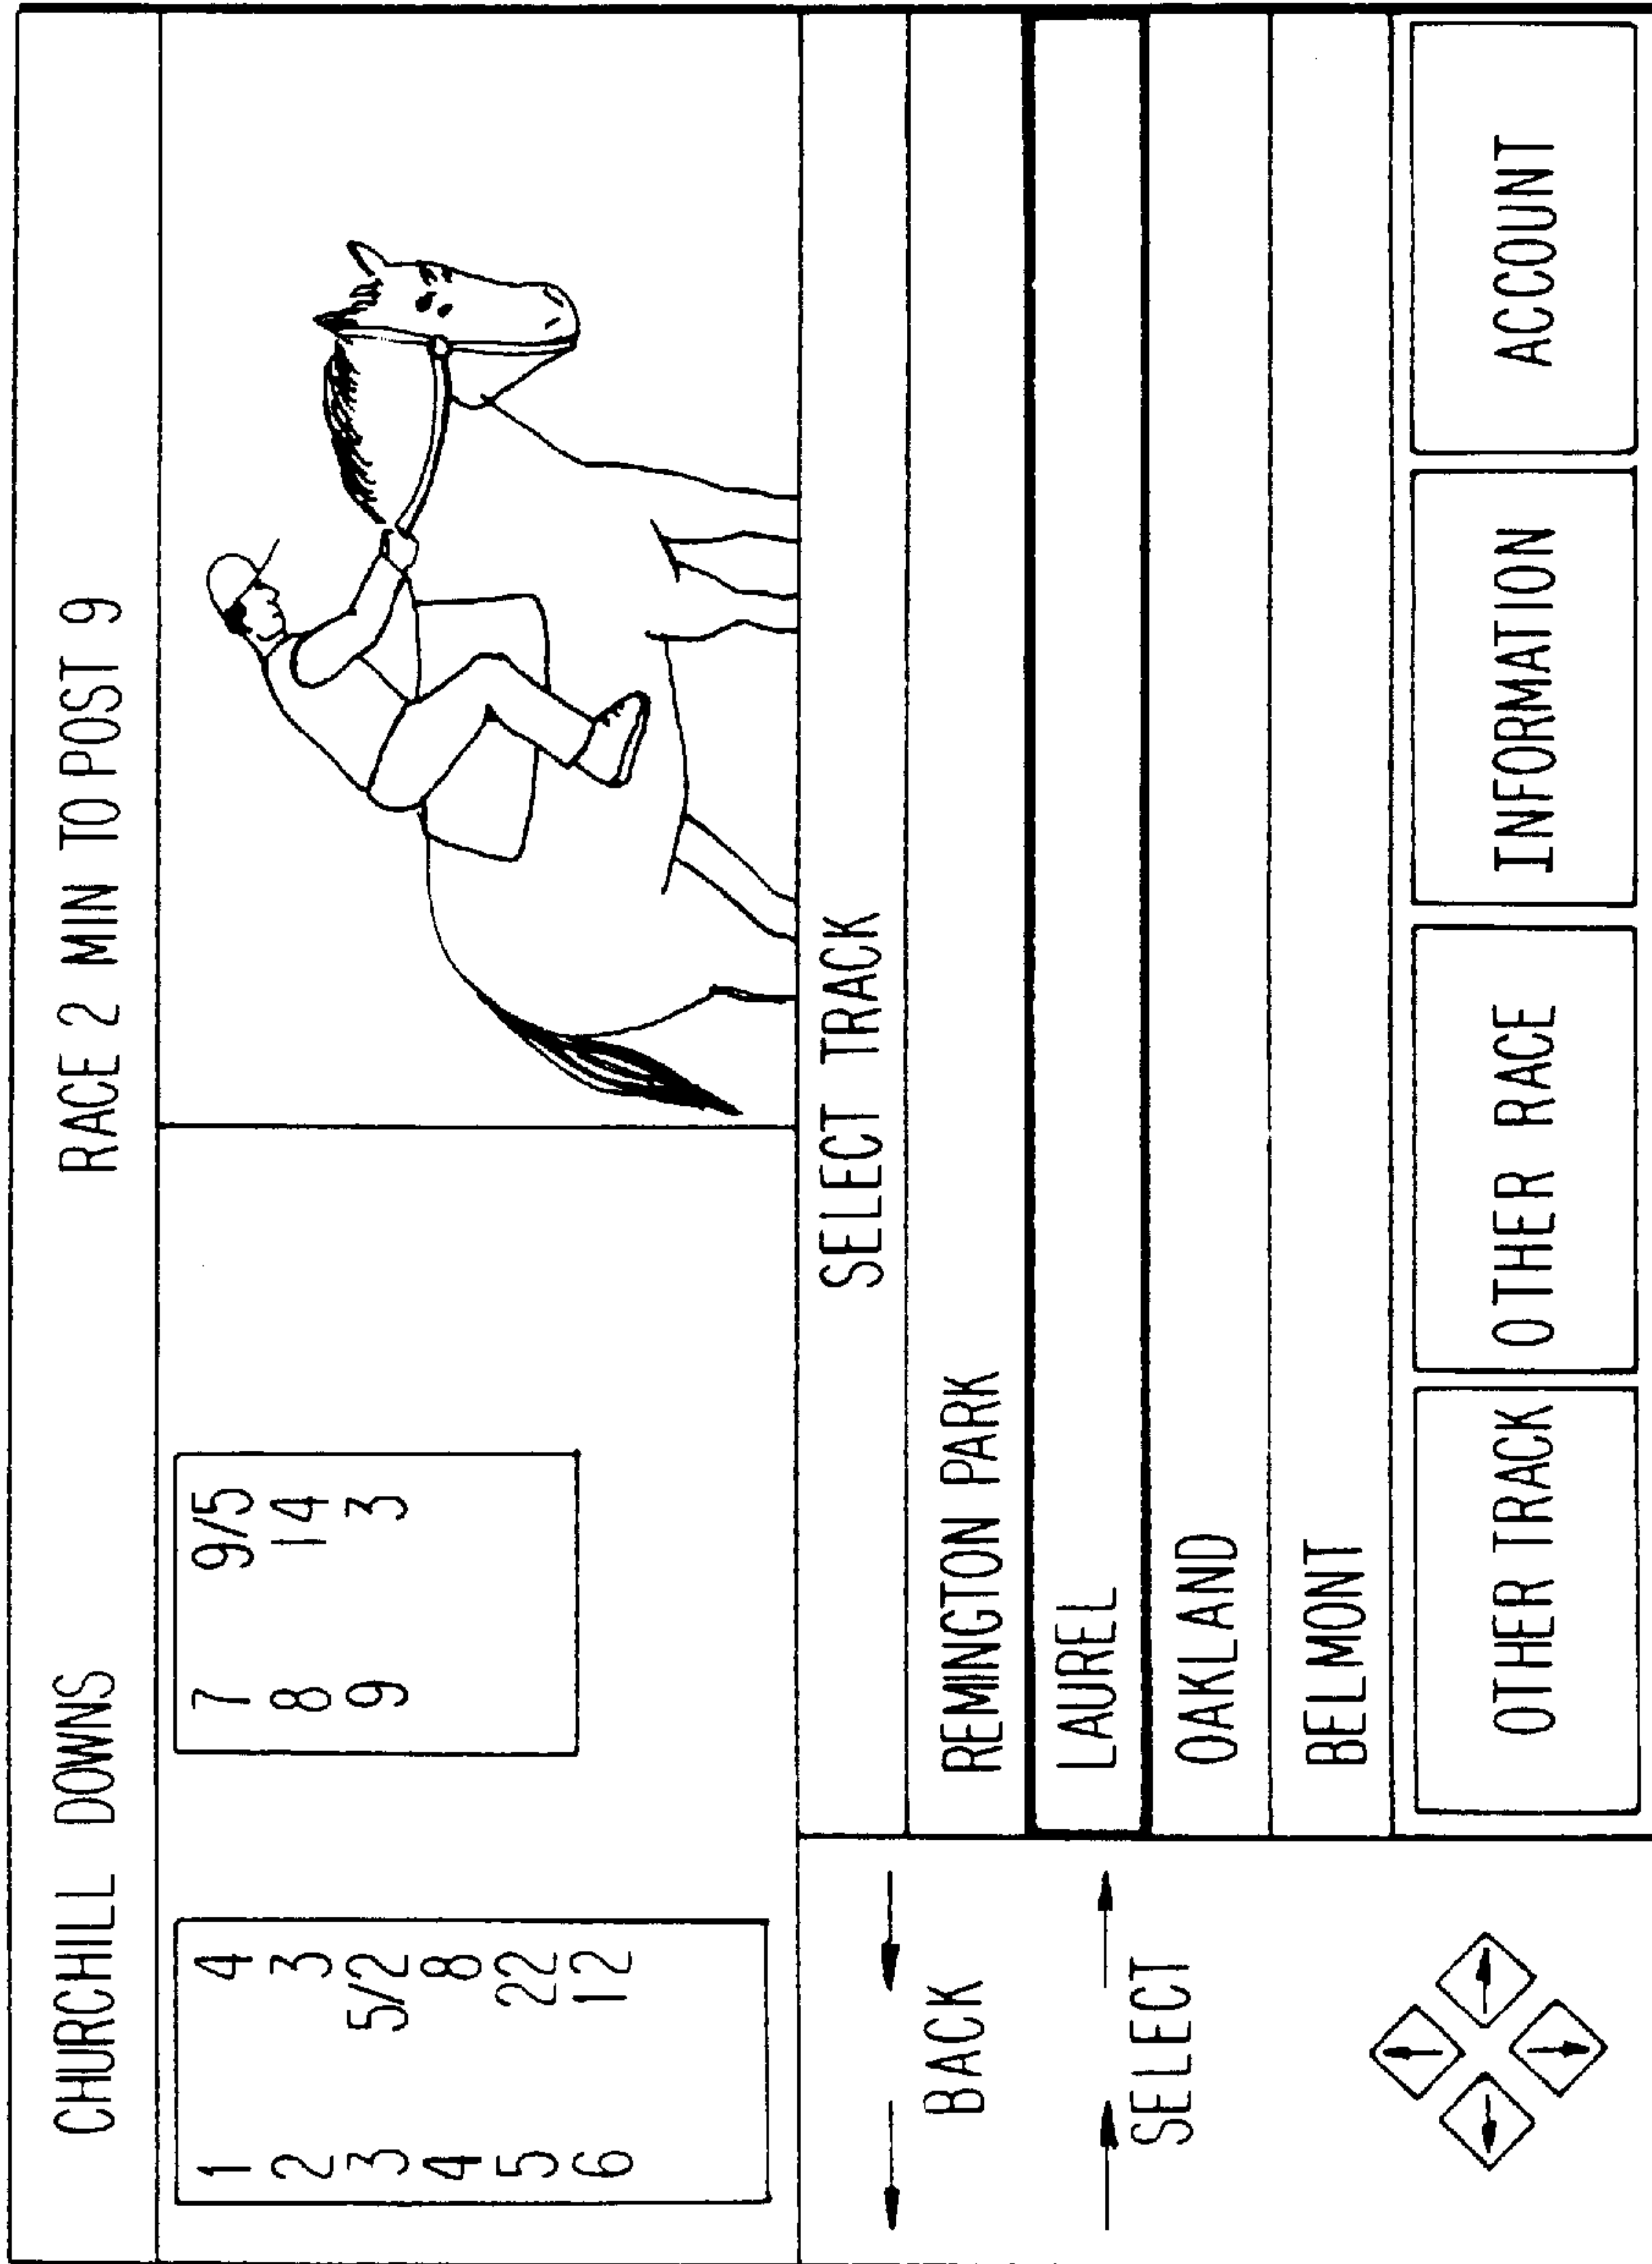 CHURCHILL DOWNS RACE 2 MIN TO POST 9
1 4 7 9/5
2 3 8 14
3 5/2 9 3
4 8
5 22
6 12
SELECT TRACK
BACK
SELECT
REMINGTON PARK
LAUREL
OAKLAND
BELMONT
OTHER TRACK OTHER RACE INFORMATION ACCOUNT